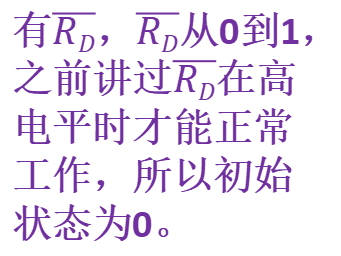 有$\overline{R_D}$，$\overline{R_D}$从0到1，
之前讲过$\overline{R_D}$在高
电平时才能正常
工作，所以初始
状态为0。